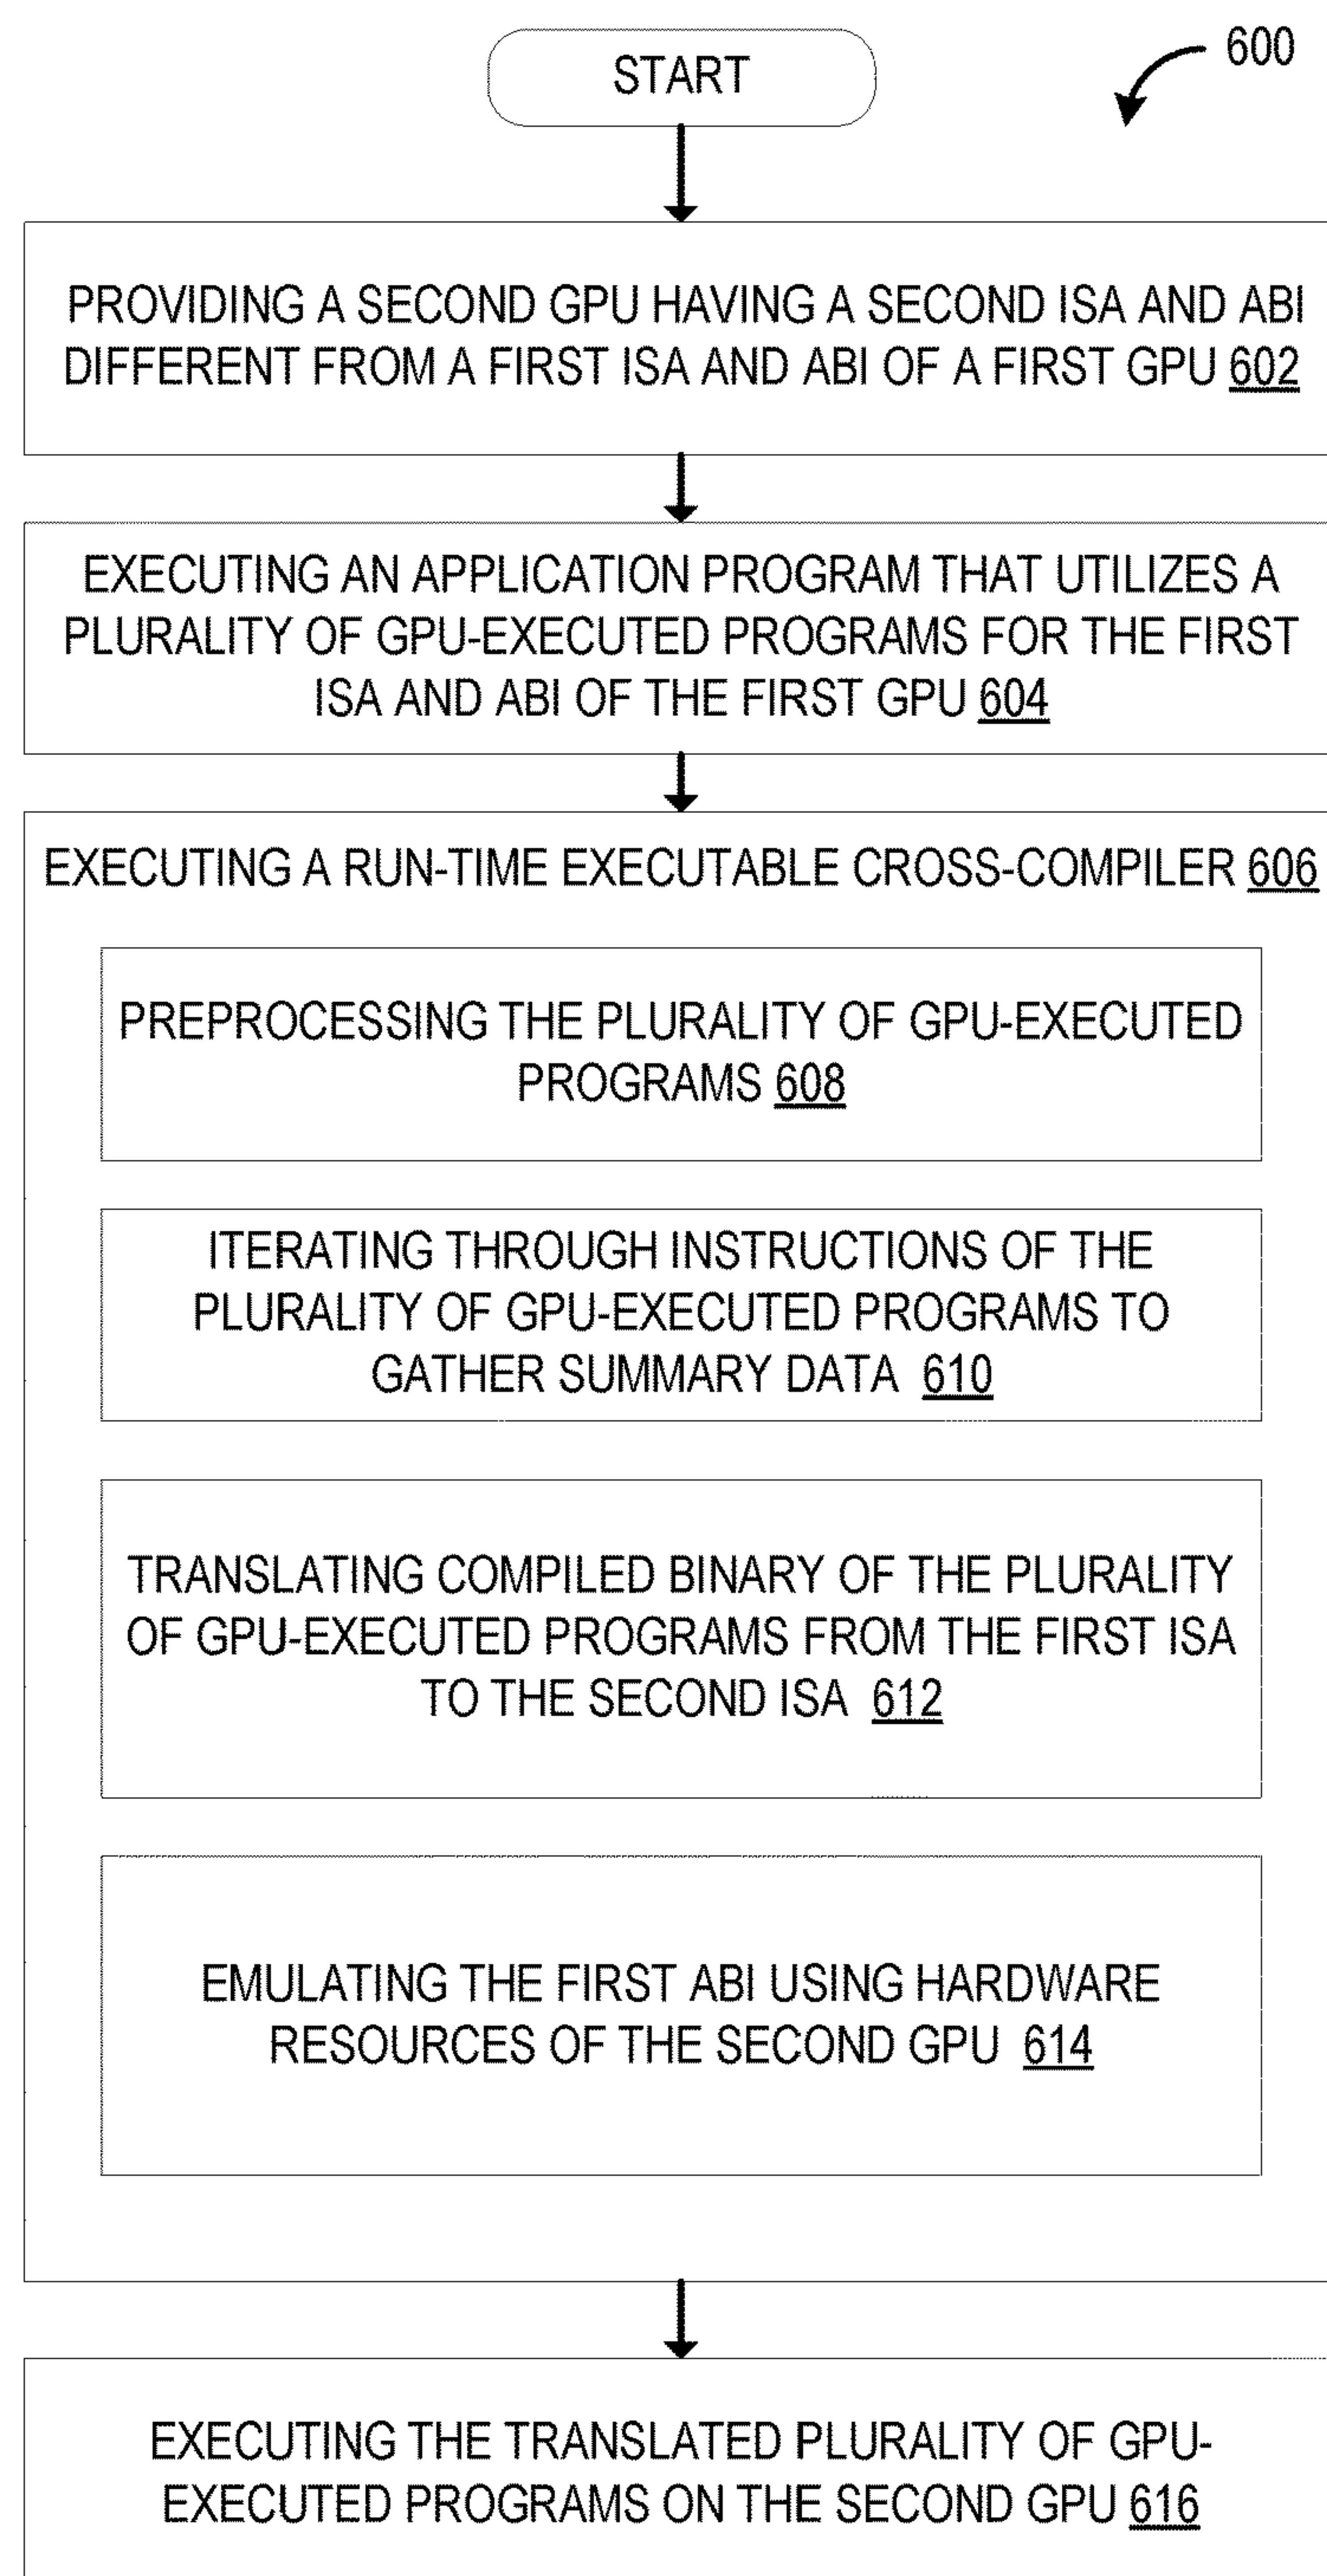 START
600
PROVIDING A SECOND GPU HAVING A SECOND ISA AND ABI
DIFFERENT FROM A FIRST ISA AND ABI OF A FIRST GPU 602
EXECUTING AN APPLICATION PROGRAM THAT UTILIZES A
PLURALITY OF GPU-EXECUTED PROGRAMS FOR THE FIRST
ISA AND ABI OF THE FIRST GPU 604
EXECUTING A RUN-TIME EXECUTABLE CROSS-COMPILER 606
PREPROCESSING THE PLURALITY OF GPU-EXECUTED
PROGRAMS 608
ITERATING THROUGH INSTRUCTIONS OF THE
PLURALITY OF GPU-EXECUTED PROGRAMS TO
GATHER SUMMARY DATA 610
TRANSLATING COMPILED BINARY OF THE PLURALITY
OF GPU-EXECUTED PROGRAMS FROM THE FIRST ISA
TO THE SECOND ISA 612
EMULATING THE FIRST ABI USING HARDWARE
RESOURCES OF THE SECOND GPU 614
EXECUTING THE TRANSLATED PLURALITY OF GPU-
EXECUTED PROGRAMS ON THE SECOND GPU 616